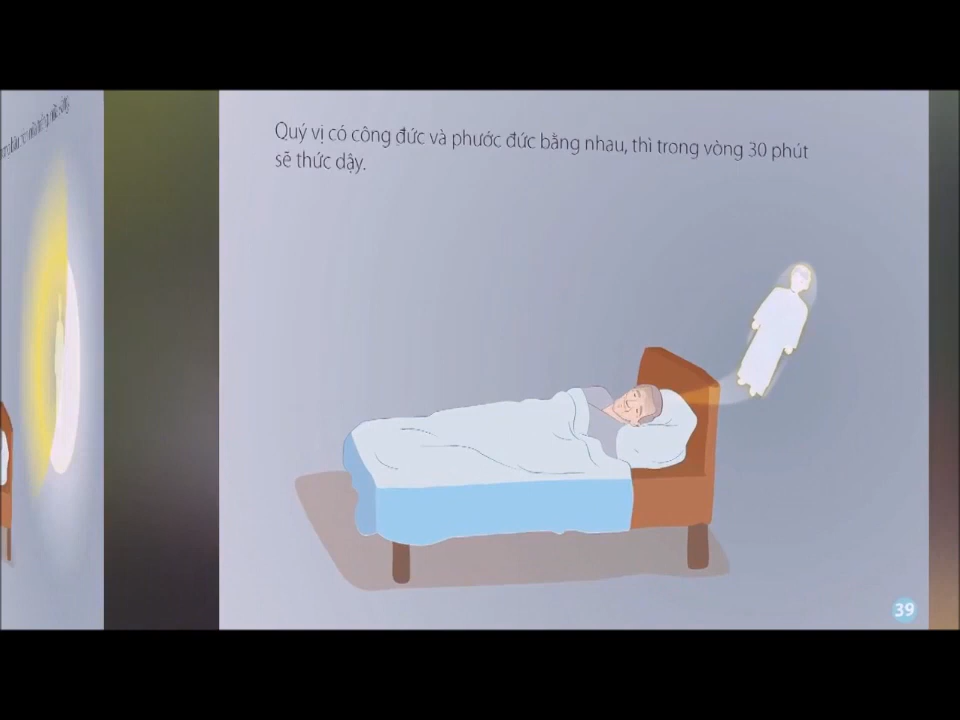 Quý vị có công đức và phước đức bằng nhau, thì trong vòng 30 phút
sẽ thức dậy.
39